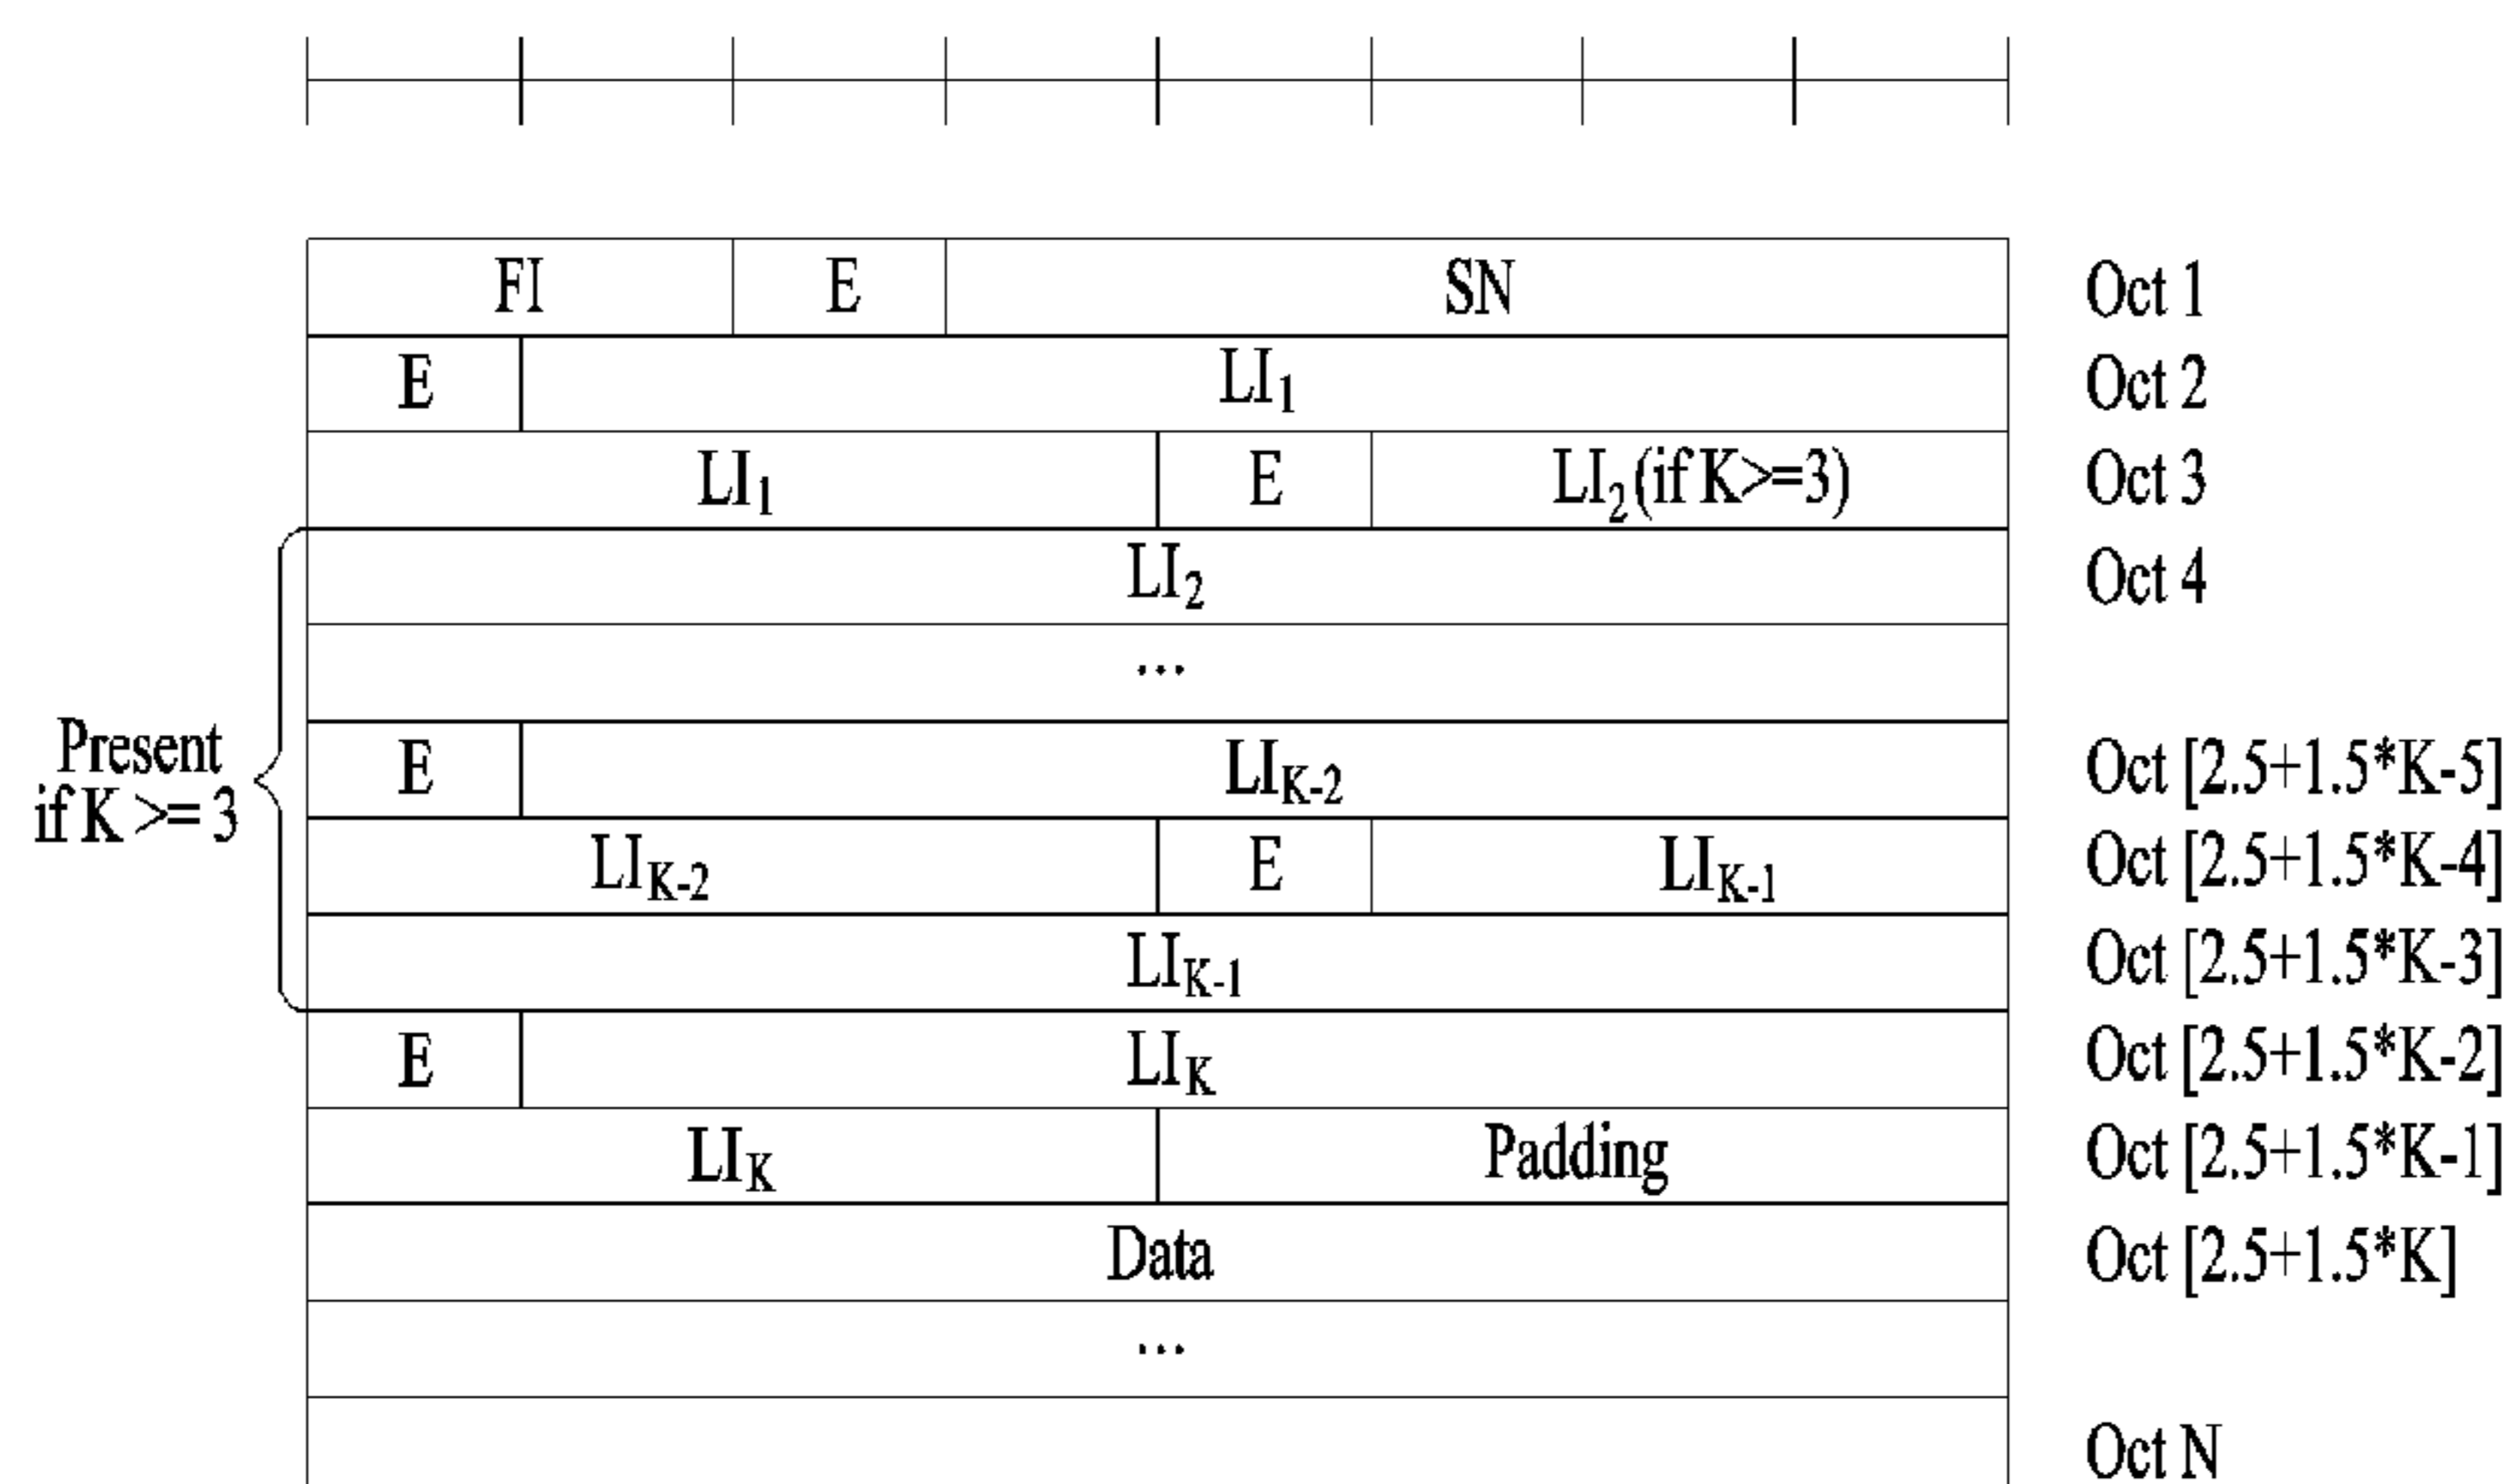 FI E SN Oct 1
E LI1 Oct 2
LI1 E LI2(if K>=3) Oct 3
LI2 Oct 4
...
Present
if K >= 3
E LIK-2 Oct [2.5+1.5*K-5]
LIK-2 E LIK-1 Oct [2.5+1.5*K-4]
LIK-1 Oct [2.5+1.5*K-3]
E LIK Oct [2.5+1.5*K-2]
LIK Padding Oct [2.5+1.5*K-1]
Data Oct [2.5+1.5*K]
...
Oct N